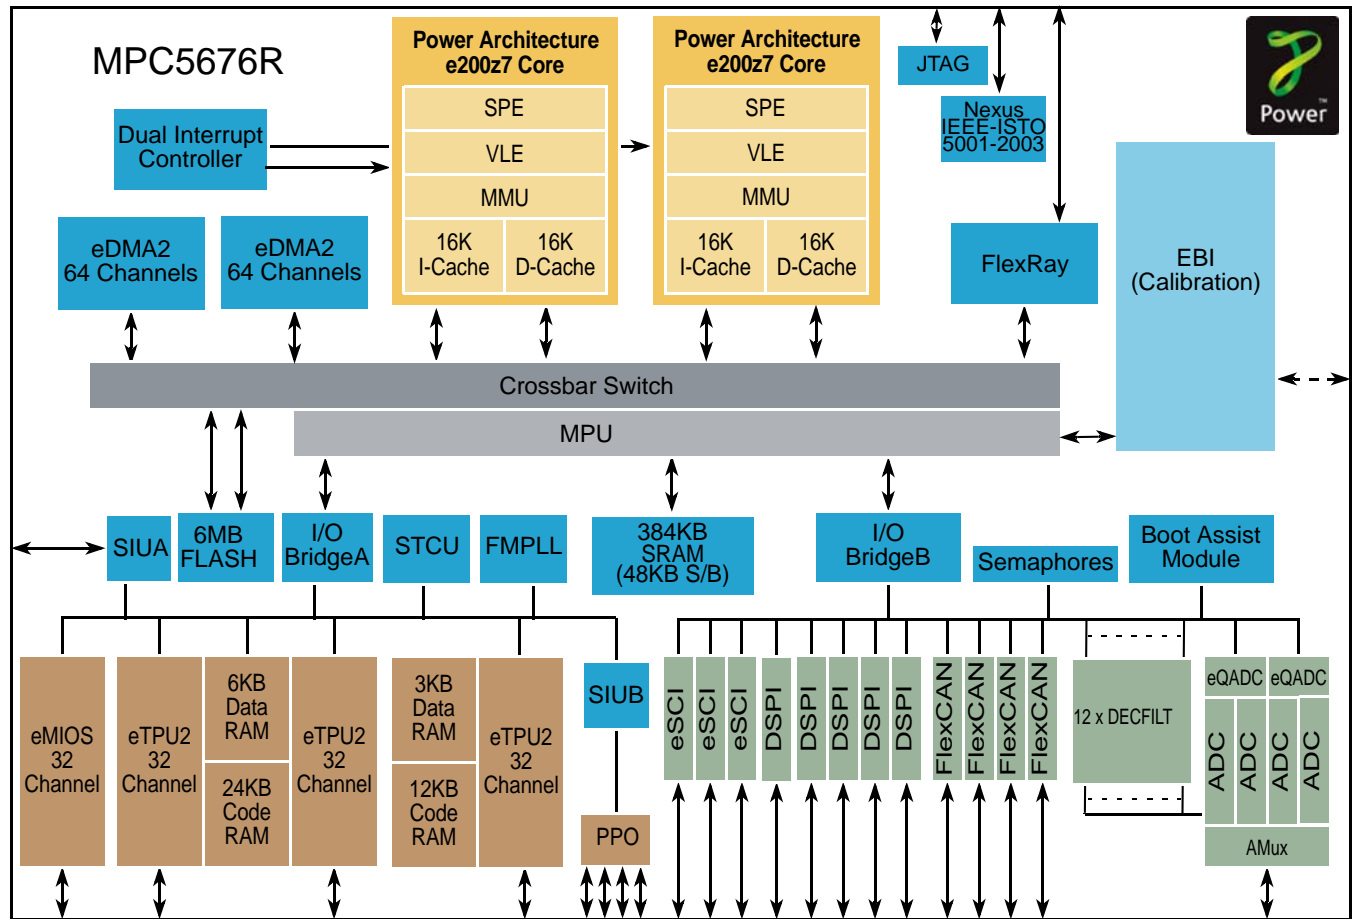 MPC5676R
Power Architecture
e200z7 Core
SPE
VLE
MMU
16K
I-Cache
16K
D-Cache
Power Architecture
e200z7 Core
SPE
VLE
MMU
16K
I-Cache
16K
D-Cache
JTAG
Nexus
IEEE-ISTO
5001-2003
Power™
Dual Interrupt
Controller
eDMA2
64 Channels
eDMA2
64 Channels
FlexRay
EBI
(Calibration)
Crossbar Switch
MPU
SIUA
6MB
FLASH
I/O
BridgeA
STCU
FMPLL
384KB
SRAM
(48KB S/B)
I/O
BridgeB
Semaphores
Boot Assist
Module
eMIOS
32
Channel
eTPU2
32
Channel
6KB
Data
RAM
24KB
Code
RAM
eTPU2
32
Channel
3KB
Data
RAM
12KB
Code
RAM
eTPU2
32
Channel
SIUB
PPO
eSCI
eSCI
eSCI
DSPI
DSPI
DSPI
DSPI
DSPI
FlexCAN
FlexCAN
FlexCAN
FlexCAN
12 x DECFILT
eQADC
eQADC
ADC
ADC
ADC
ADC
AMux